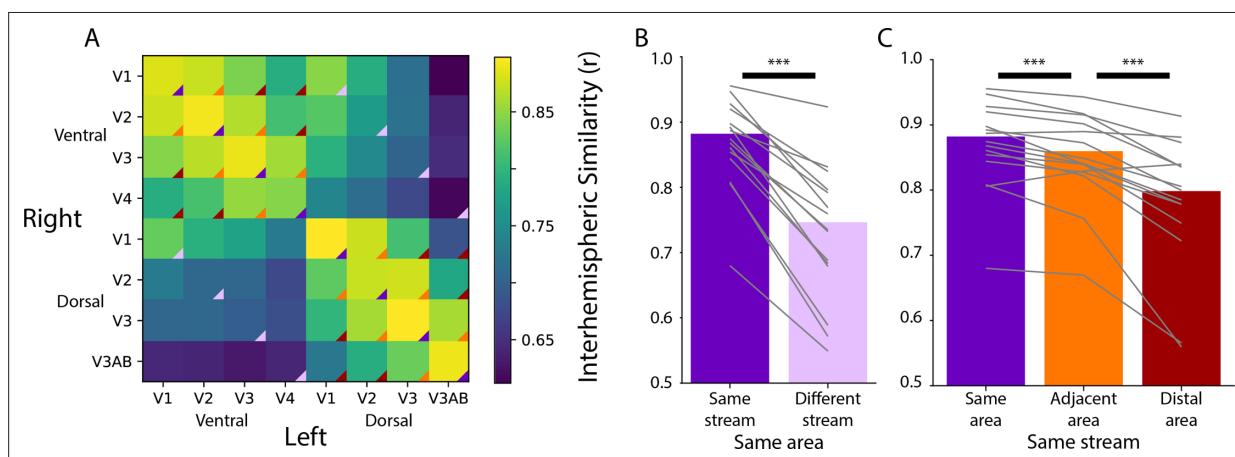 A
V1
V2
Ventral
V3
V4
Right
V1
V2
Dorsal
V3
V3AB
V1 V2 V3 V4 V1 V2 V3 V3AB
Ventral Dorsal
Left
0.85
0.75
0.65
B
Interhemispheric Similarity (r)
1.0
0.9
0.8
0.7
0.6
0.5
***
Same stream
Different stream
Same area
C
1.0
0.9
0.8
0.7
0.6
0.5
*** ***
Same area
Adjacent area
Distal area
Same stream